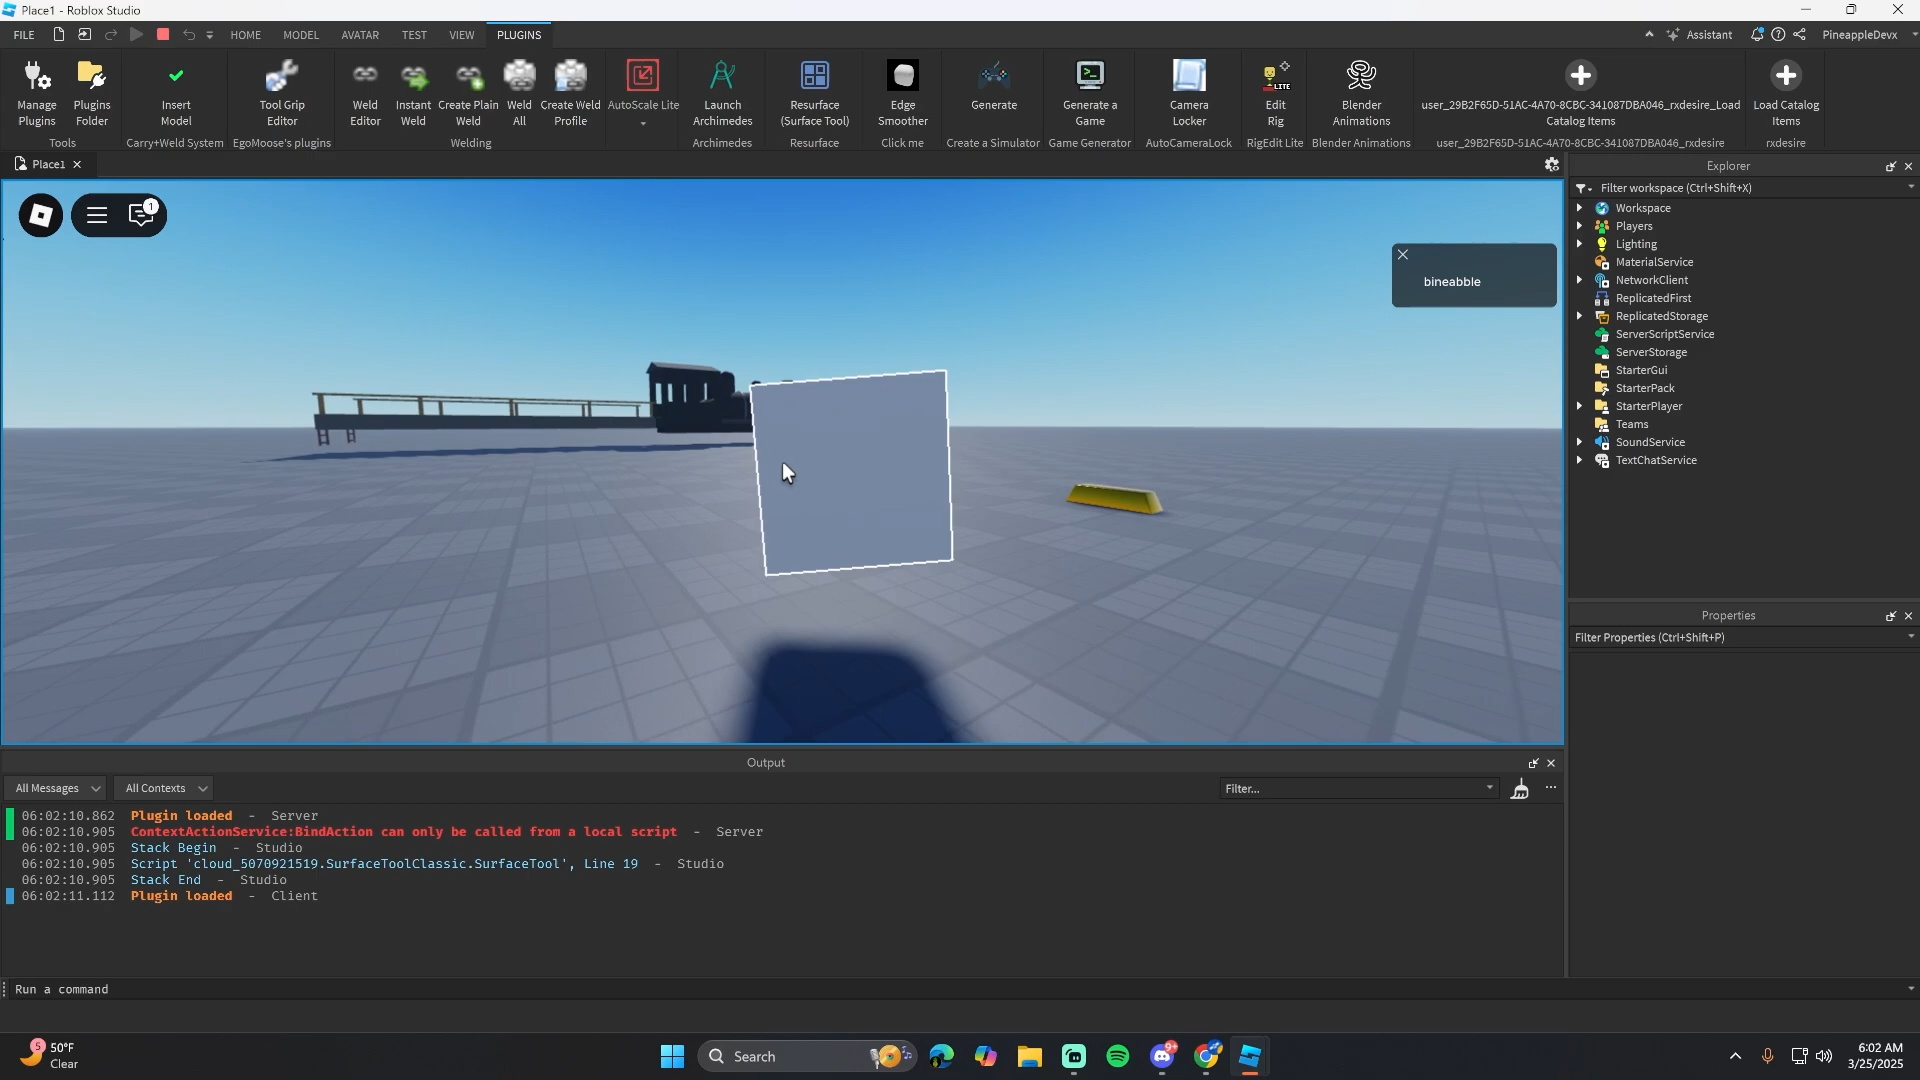 Place1 - Roblox Studio
FILE HOME MODEL AVATAR TEST VIEW PLUGINS Assistant PineappleDevx
Manage Plugins
Plugins Folder
Insert Model
Tool Grip Editor
Weld Editor
Instant Weld
Create Plain Weld
Weld All
Create Weld Profile
AutoScale Lite
Launch Archimedes
Resurface (Surface Tool)
Edge Smoother
Generate
Generate a Game
Camera Locker
LITE
Edit Rig
Blender Animations
user_29B2F65D-51AC-4A70-8CBC-341087DBA046_rxdesire_Load Catalog Items
Load Catalog Items
Tools Carry+Weld System EgoMoose's plugins Welding Archimedes Resurface Click me Create a Simulator Game Generator AutoCameraLock RigEdit Lite Blender Animations user_29B2F65D-51AC-4A70-8CBC-341087DBA046_rxdesire rxdesire
Place1
1
bineabble
Explorer
Filter workspace (Ctrl+Shift+X)
Workspace
Players
Lighting
MaterialService
NetworkClient
ReplicatedFirst
ReplicatedStorage
ServerScriptService
ServerStorage
StarterGui
StarterPack
StarterPlayer
Teams
SoundService
TextChatService
Properties
Filter Properties (Ctrl+Shift+P)
Output
All Messages All Contexts Filter...
06:02:10.862 Plugin loaded - Server
06:02:10.905 ContextActionService:BindAction can only be called from a local script - Server
06:02:10.905 Stack Begin - Studio
06:02:10.905 Script 'cloud_5070921519.SurfaceToolClassic.SurfaceTool', Line 19 - Studio
06:02:10.905 Stack End - Studio
06:02:11.112 Plugin loaded - Client
Run a command
5
50°F
Clear
Search
9+
6:02 AM
3/25/2025